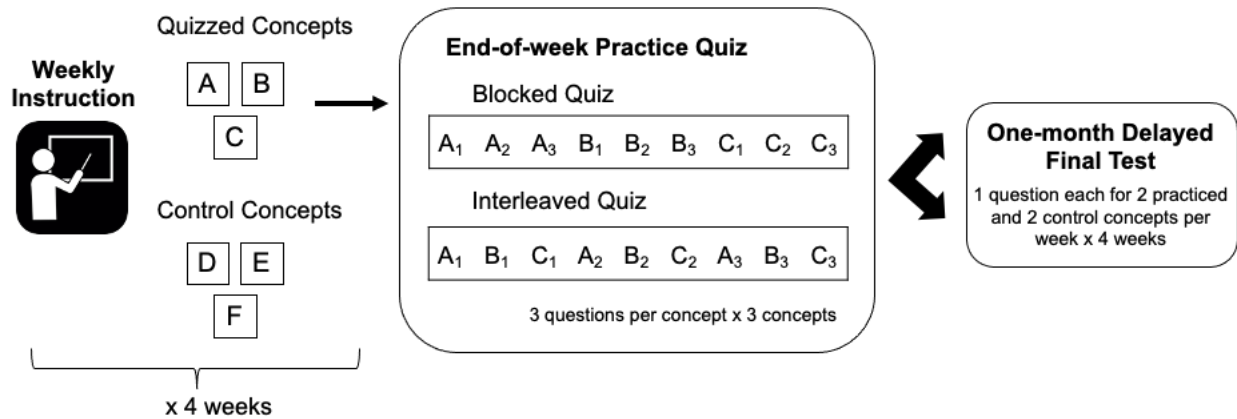 Weekly
Instruction
Quizzed Concepts
A B
C
Control Concepts
D E
F
x 4 weeks
End-of-week Practice Quiz
Blocked Quiz
A₁ A₂ A₃ B₁ B₂ B₃ C₁ C₂ C₃
Interleaved Quiz
A₁ B₁ C₁ A₂ B₂ C₂ A₃ B₃ C₃
3 questions per concept x 3 concepts
One-month Delayed
Final Test
1 question each for 2 practiced
and 2 control concepts per
week x 4 weeks